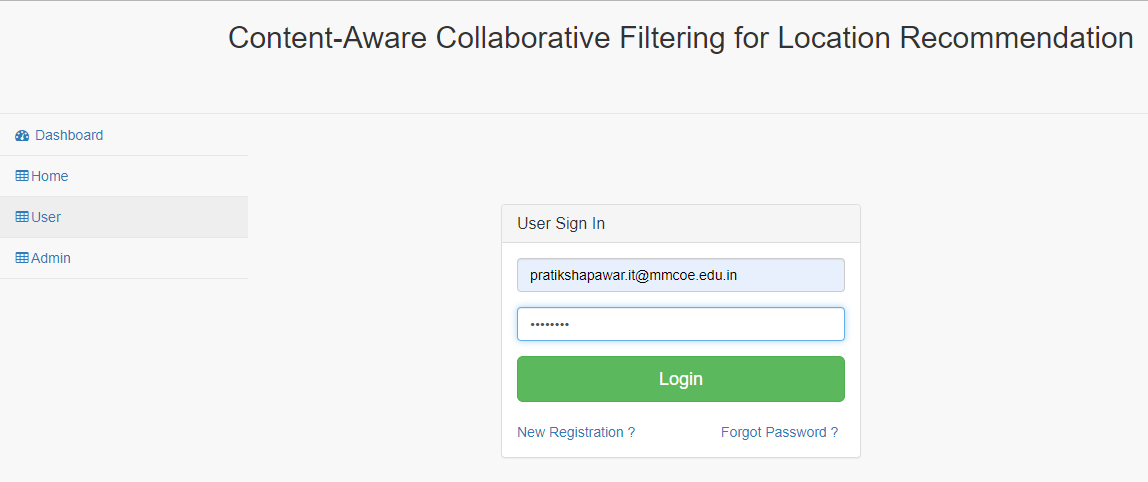 Content-Aware Collaborative Filtering for Location Recommendation
Dashboard
Home
User
Admin
User Sign In
pratikshapawar.it@mmcoe.edu.in
••••••••
Login
New Registration ? Forgot Password ?